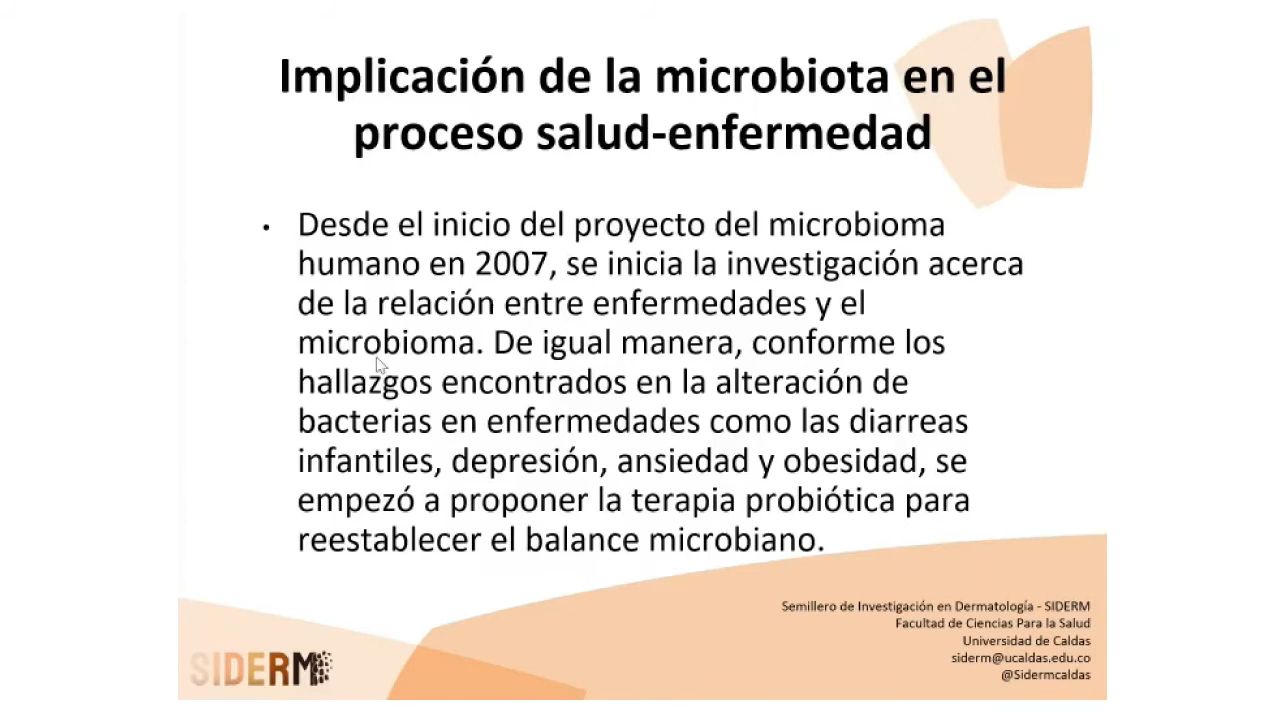 Implicación de la microbiota en el
proceso salud-enfermedad
• Desde el inicio del proyecto del microbioma
humano en 2007, se inicia la investigación acerca
de la relación entre enfermedades y el
microbioma. De igual manera, conforme los
hallazgos encontrados en la alteración de
bacterias en enfermedades como las diarreas
infantiles, depresión, ansiedad y obesidad, se
empezó a proponer la terapia probiótica para
reestablecer el balance microbiano.
Semillero de Investigación en Dermatología - SIDERM
Facultad de Ciencias Para la Salud
Universidad de Caldas
siderm@ucaldas.edu.co
@Sidermcaldas
SIDERM